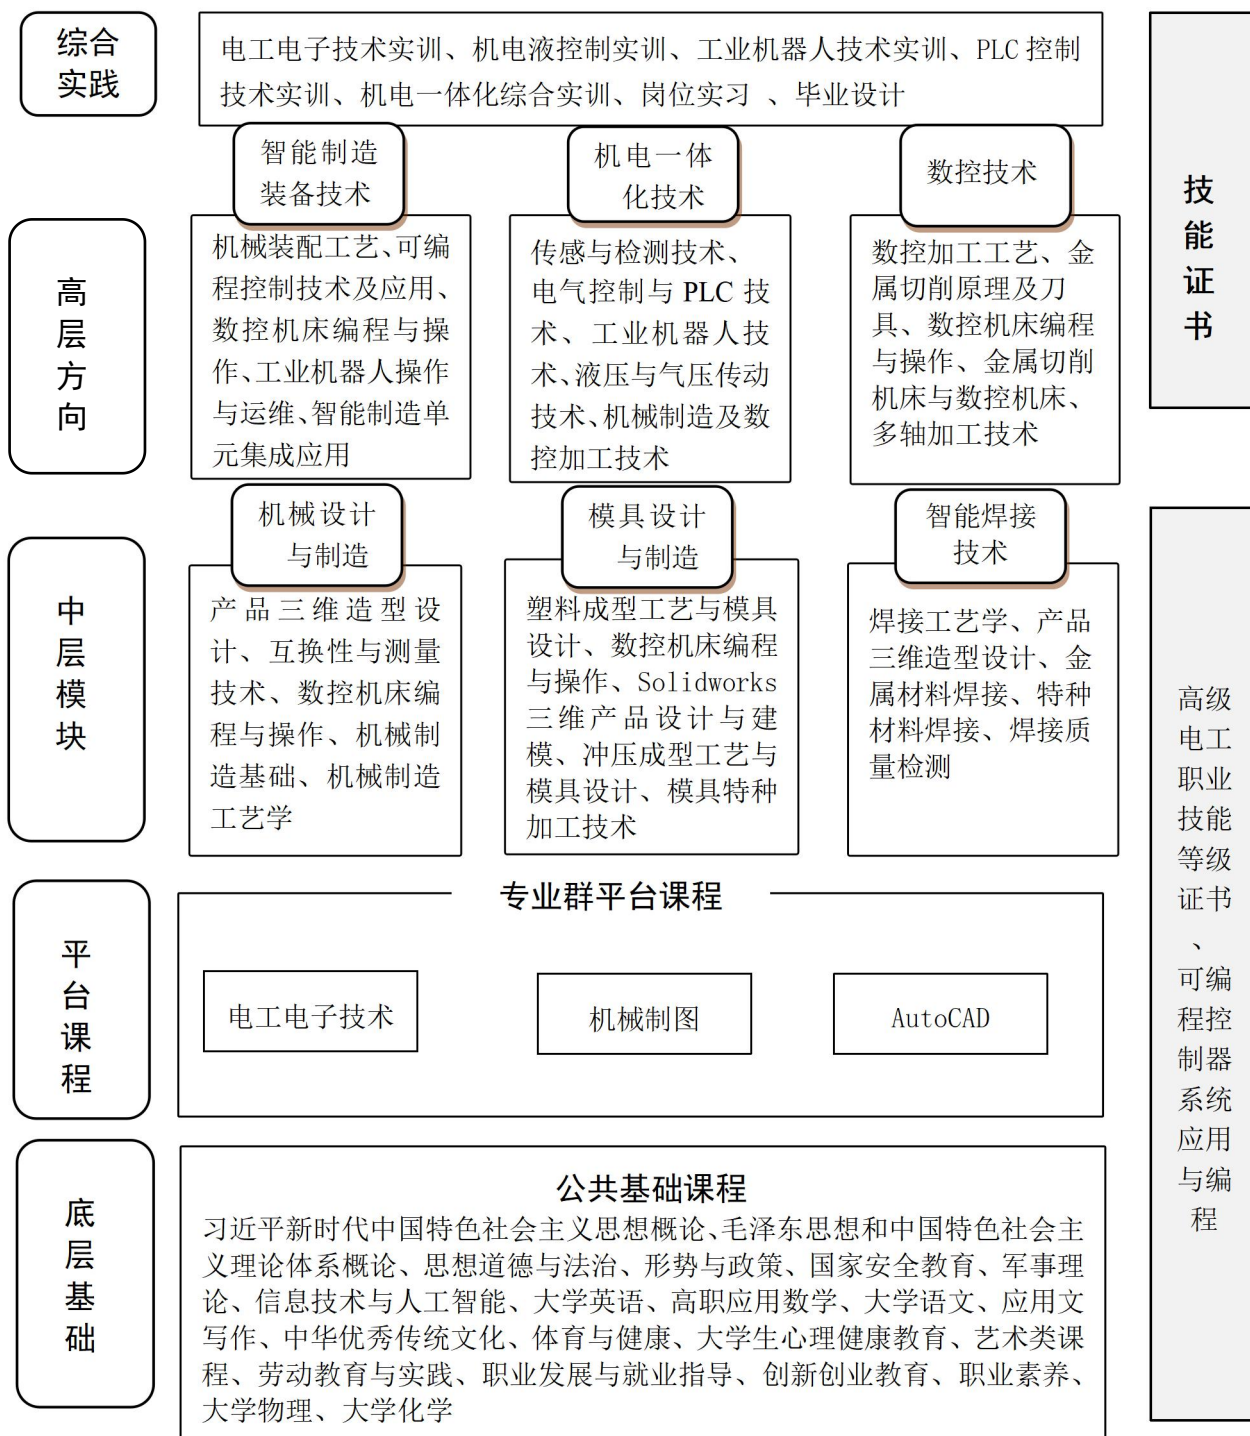 综合
实践
电工电子技术实训、机电液控制实训、工业机器人技术实训、PLC 控制
技术实训、机电一体化综合实训、岗位实习 、毕业设计
高
层
方
向
智能制造
装备技术
机械装配工艺、可编
程控制技术及应用、
数控机床编程与操
作、工业机器人操作
与运维、智能制造单
元集成应用
机电一体
化技术
传感与检测技术、
电气控制与 PLC 技
术、工业机器人技
术、液压与气压传动
技术、机械制造及数
控加工技术
数控技术
数控加工工艺、金
属切削原理及刀
具、数控机床编程
与操作、金属切削
机床与数控机床、
多轴加工技术
中
层
模
块
机械设计
与制造
产品三维造型设
计、互换性与测量
技术、数控机床编
程与操作、机械制
造基础、机械制造
工艺学
模具设计
与制造
塑料成型工艺与模具
设计、数控机床编程
与操作、Solidworks
三维产品设计与建
模、冲压成型工艺与
模具设计、模具特种
加工技术
智能焊接
技术
焊接工艺学、产品
三维造型设计、金
属材料焊接、特种
材料焊接、焊接质
量检测
平
台
课
程
专业群平台课程
电工电子技术
机械制图
AutoCAD
底
层
基
础
公共基础课程
习近平新时代中国特色社会主义思想概论、毛泽东思想和中国特色社会主
义理论体系概论、思想道德与法治、形势与政策、国家安全教育、军事理
论、信息技术与人工智能、大学英语、高职应用数学、大学语文、应用文
写作、中华优秀传统文化、体育与健康、大学生心理健康教育、艺术类课
程、劳动教育与实践、职业发展与就业指导、创新创业教育、职业素养、
大学物理、大学化学
技
能
证
书
高级
电工
职业
技能
等级
证书
、
可编
程控
制器
系统
应用
与编
程